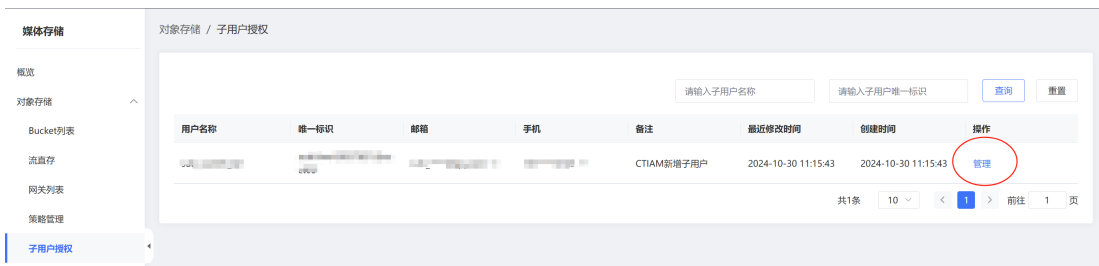 媒体存储
对象存储 / 子用户授权
概览
对象存储
Bucket列表
流直存
网关列表
策略管理
子用户授权
请输入子用户名称 请输入子用户唯一标识 查询 重置
用户名称 唯一标识 邮箱 手机 备注 最近修改时间 创建时间 操作
CTIAM新增子用户 2024-10-30 11:15:43 2024-10-30 11:15:43 管理
共1条 10 1 前往 1 页